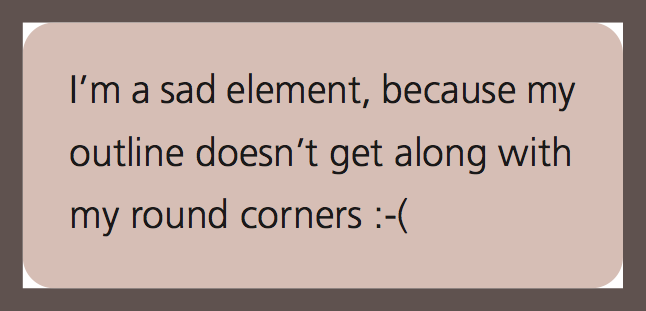 I’m a sad element, because my
outline doesn’t get along with
my round corners :-(